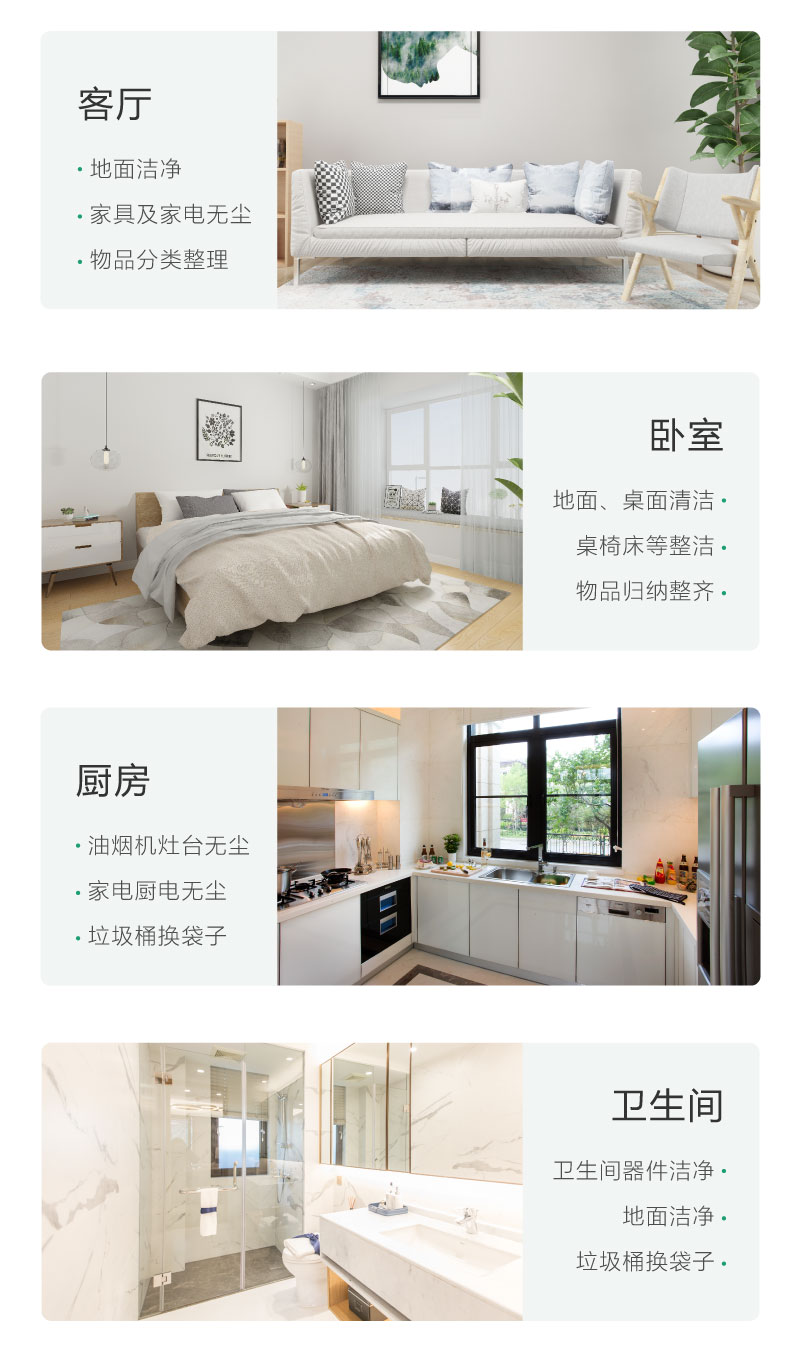 客厅
地面洁净
家具及家电无尘
物品分类整理
卧室
地面、桌面清洁
桌椅床等整洁
物品归纳整齐
厨房
油烟机灶台无尘
家电厨电无尘
垃圾桶换袋子
卫生间
卫生间器件洁净
地面洁净
垃圾桶换袋子